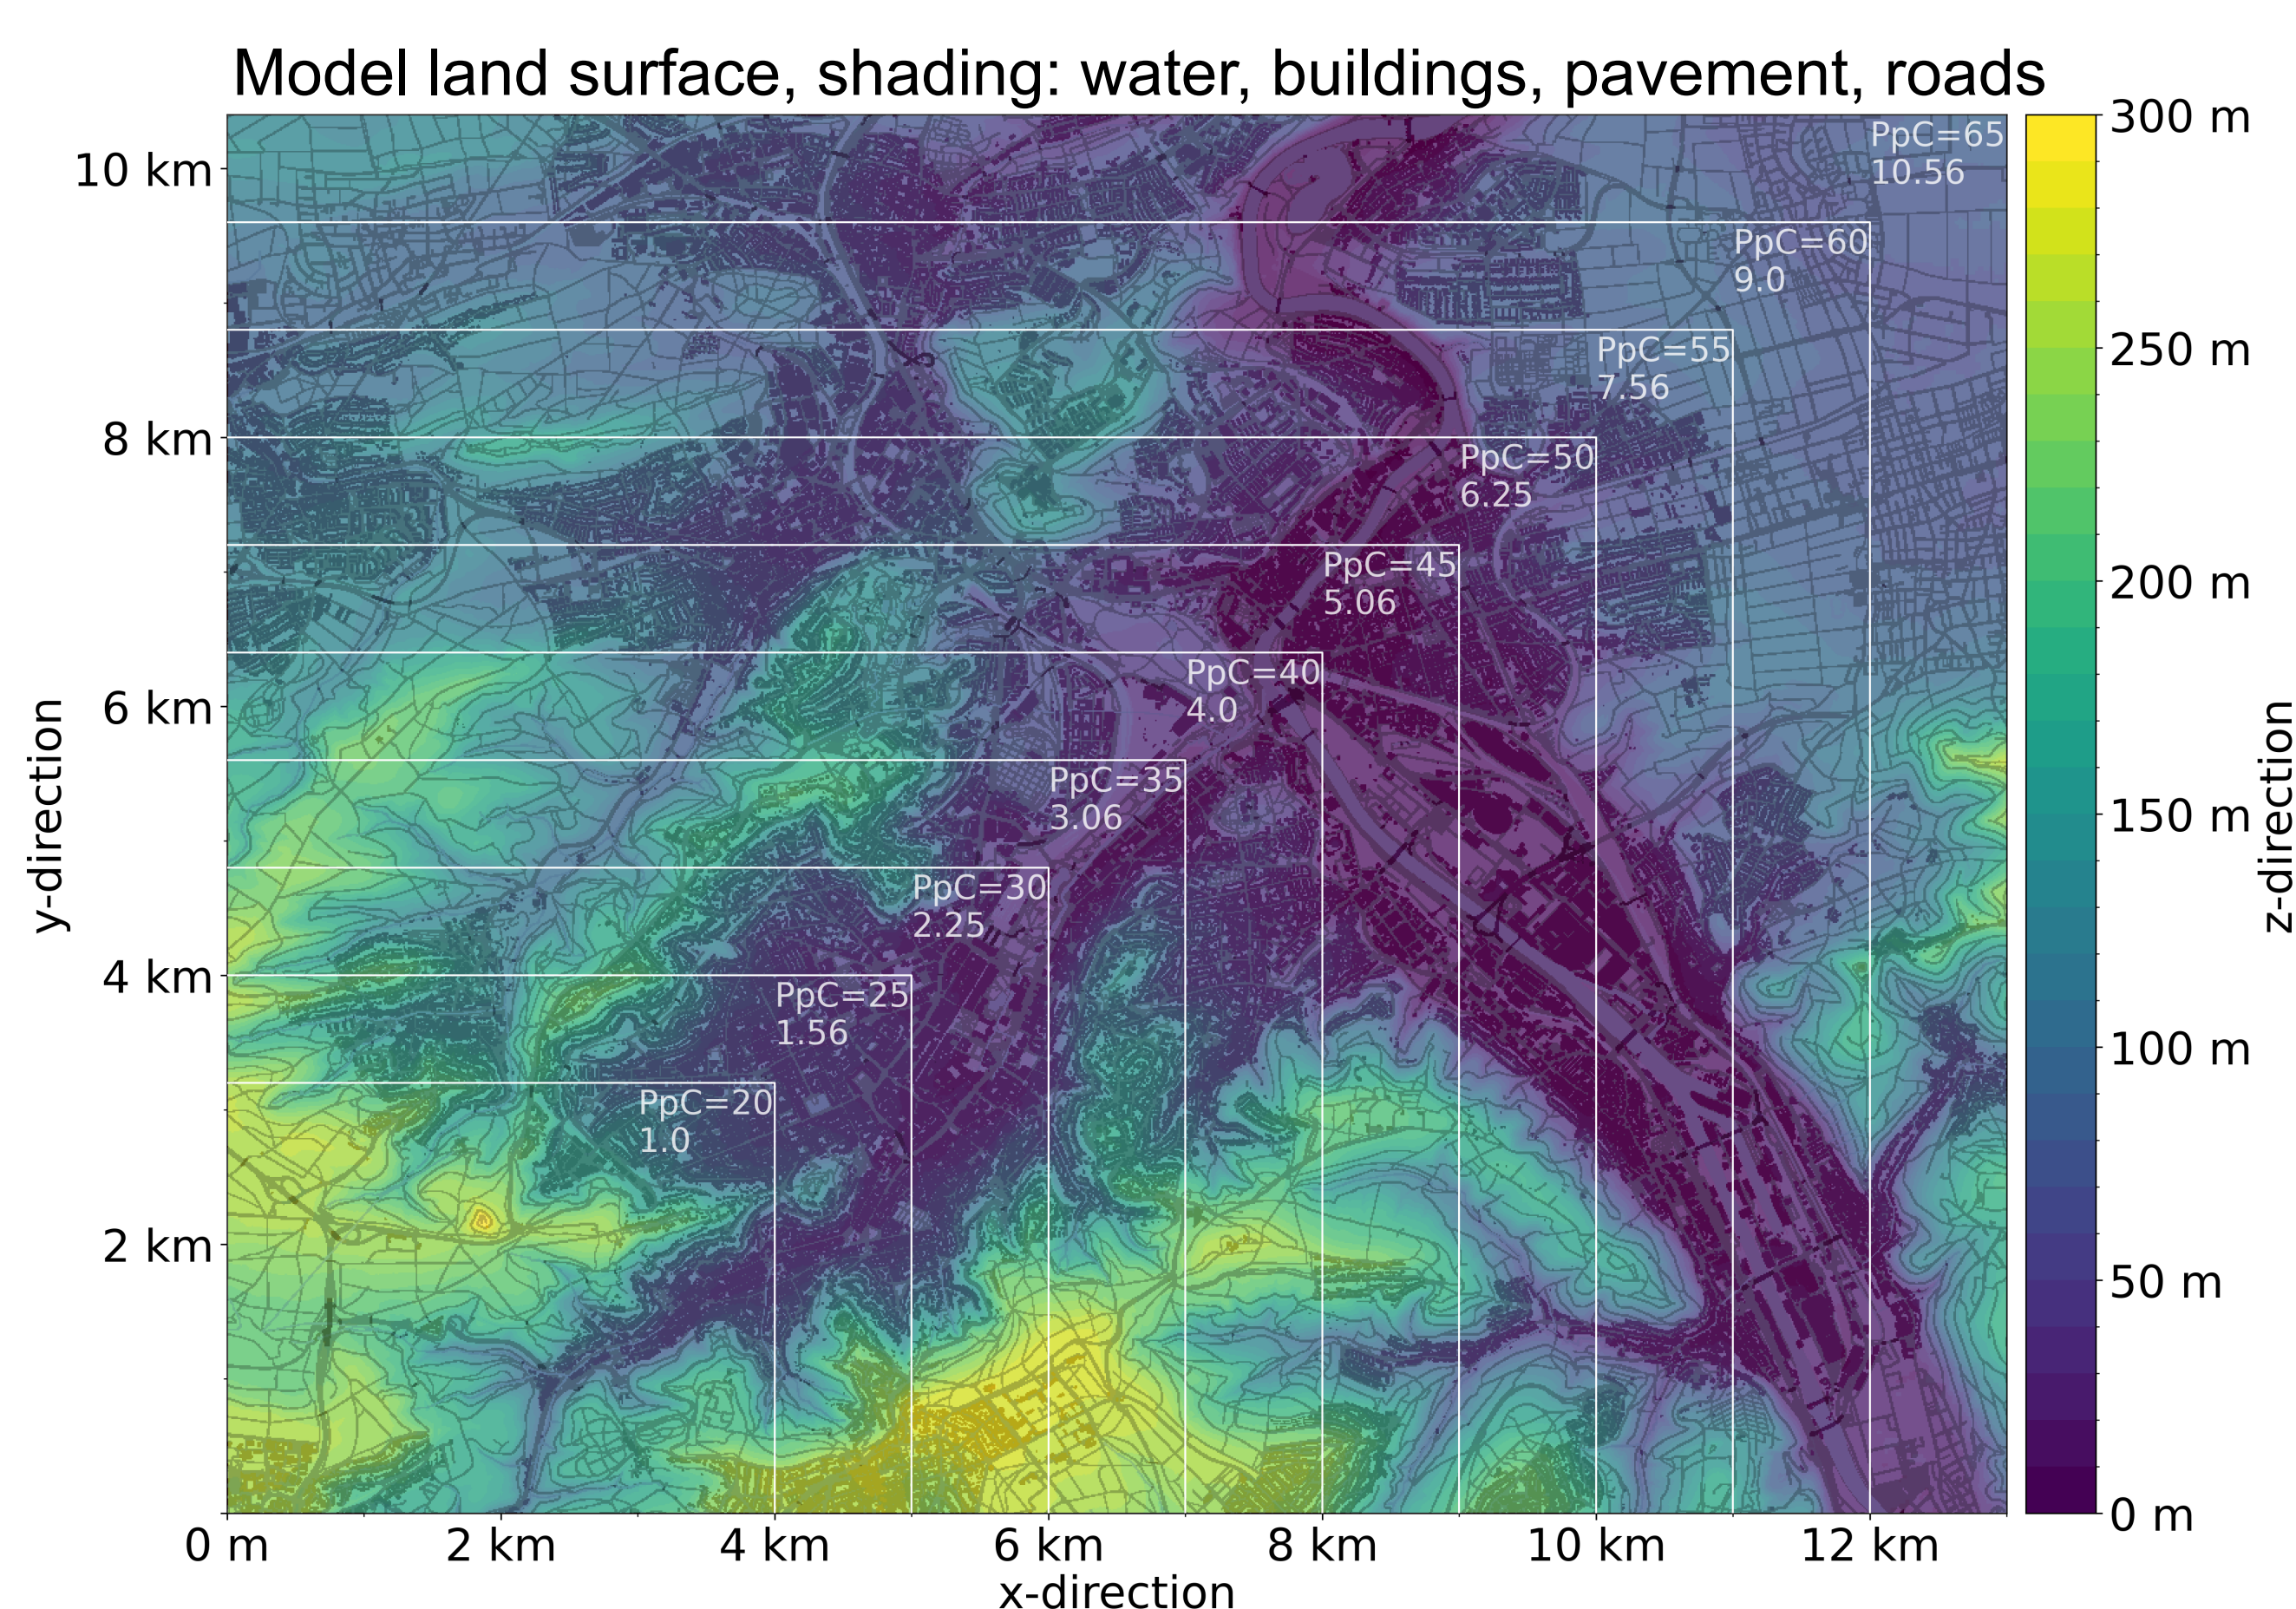 Model land surface, shading: water, buildings, pavement, roads
300 m
PpC=65
10 km
10.56
PpC=60
9.0
250 m
PpC=55
7.56
8 km
PpC=50
6.25
200 m
PpC=45
5.06
6 km
PpC=40
4.0
y-direction
z-direction
PpC=35
3.06
150 m
PpC=30
2.25
4 km
PpC=25
1.56
100 m
PpC=20
1.0
2 km
50 m
0 m
0 m 2 km 4 km 6 km 8 km 10 km 12 km
x-direction